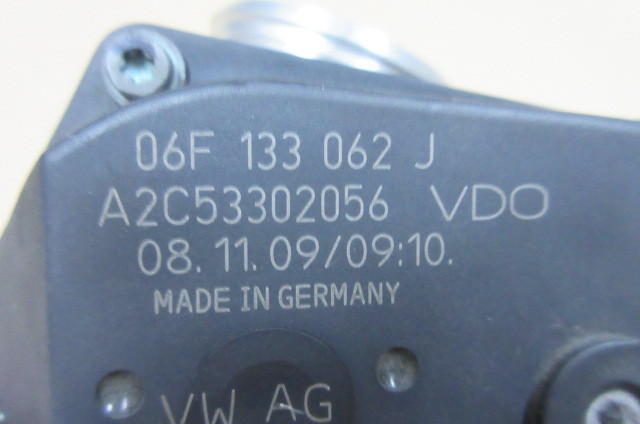 06F 133 062 J
A2C53302056 VDO
08.11.09/09:10.
MADE IN GERMANY
VW AG